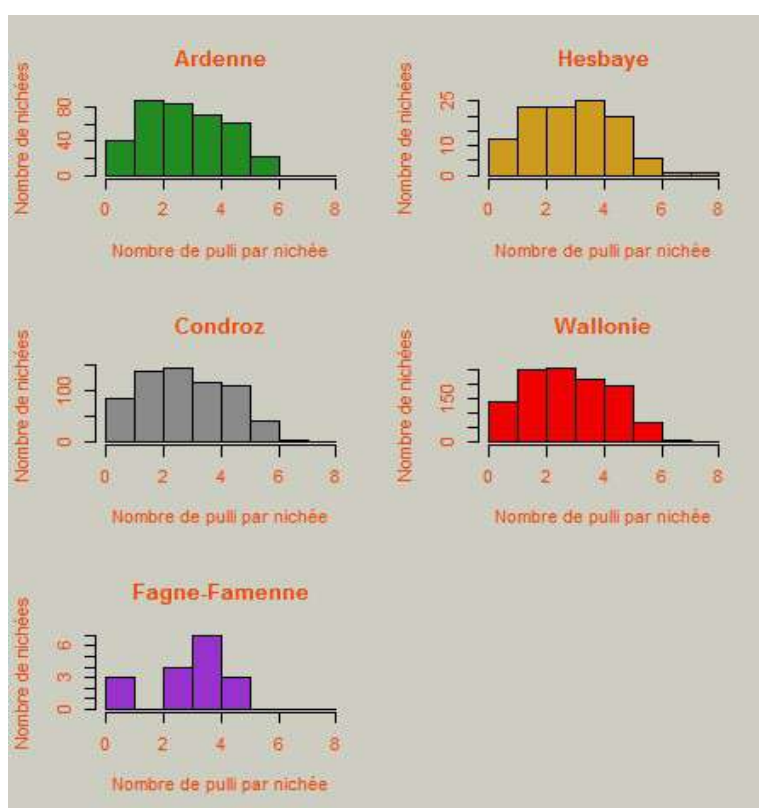 Ardenne
Nombre de nichées
80
40
0
0 2 4 6 8
Nombre de pulli par nichée
Hesbaye
Nombre de nichées
25
10
0
0 2 4 6 8
Nombre de pulli par nichée
Condroz
Nombre de nichées
100
0
0 2 4 6 8
Nombre de pulli par nichée
Wallonie
Nombre de nichées
150
0
0 2 4 6 8
Nombre de pulli par nichée
Fagne-Famenne
Nombre de nichées
6
3
0
0 2 4 6 8
Nombre de pulli par nichée